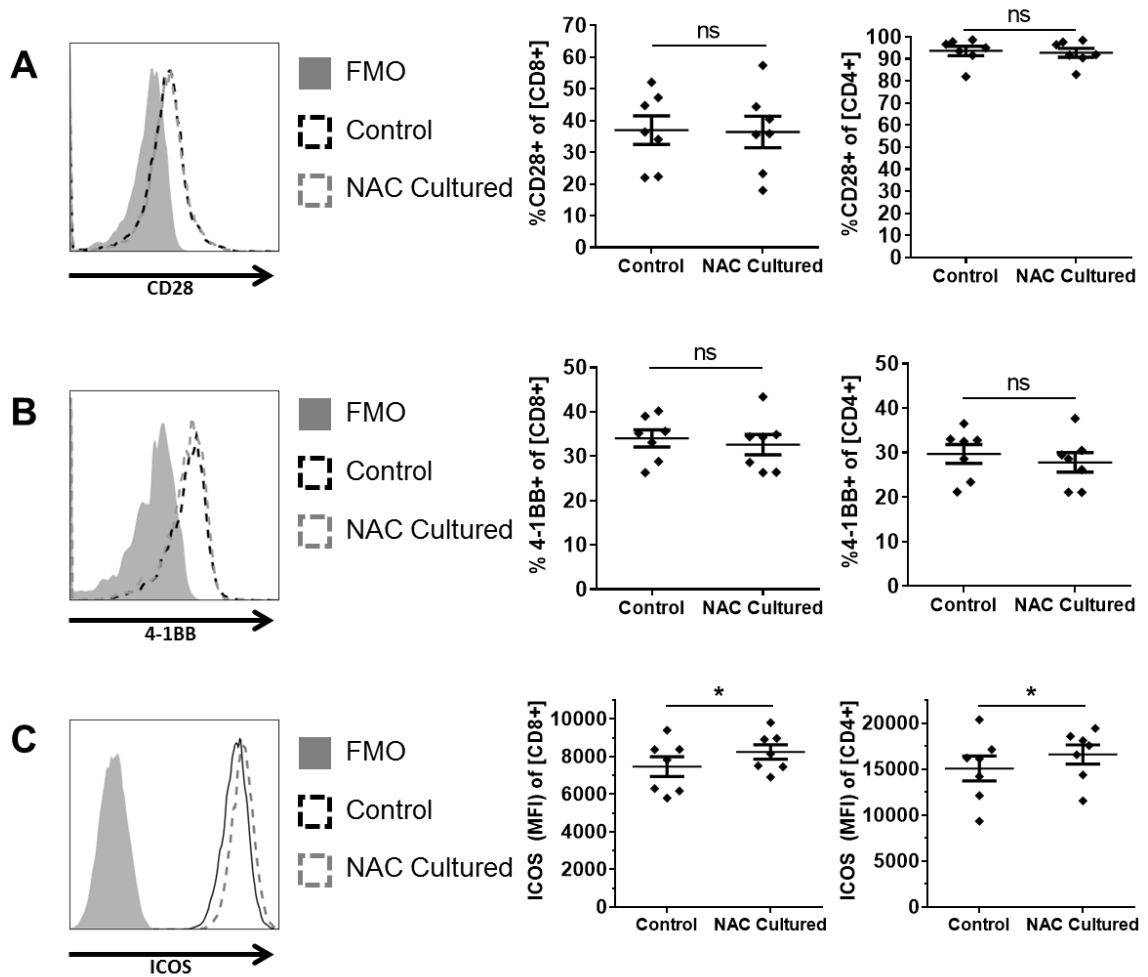 A
FMO
Control
NAC Cultured
CD28
%CD28+ of [CD8+]
70
60
50
40
30
20
10
0
ns
Control NAC Cultured
%CD28+ of [CD4+]
100
90
80
70
60
50
40
30
20
10
0
ns
Control NAC Cultured
B
FMO
Control
NAC Cultured
4-1BB
% 4-1BB+ of [CD8+]
50
40
30
20
10
0
ns
Control NAC Cultured
%4-1BB+ of [CD4+]
50
40
30
20
10
0
ns
Control NAC Cultured
C
FMO
Control
NAC Cultured
ICOS
ICOS (MFI) of [CD8+]
10000
8000
6000
4000
2000
0
*
Control NAC Cultured
ICOS (MFI) of [CD4+]
20000
15000
10000
5000
0
*
Control NAC Cultured